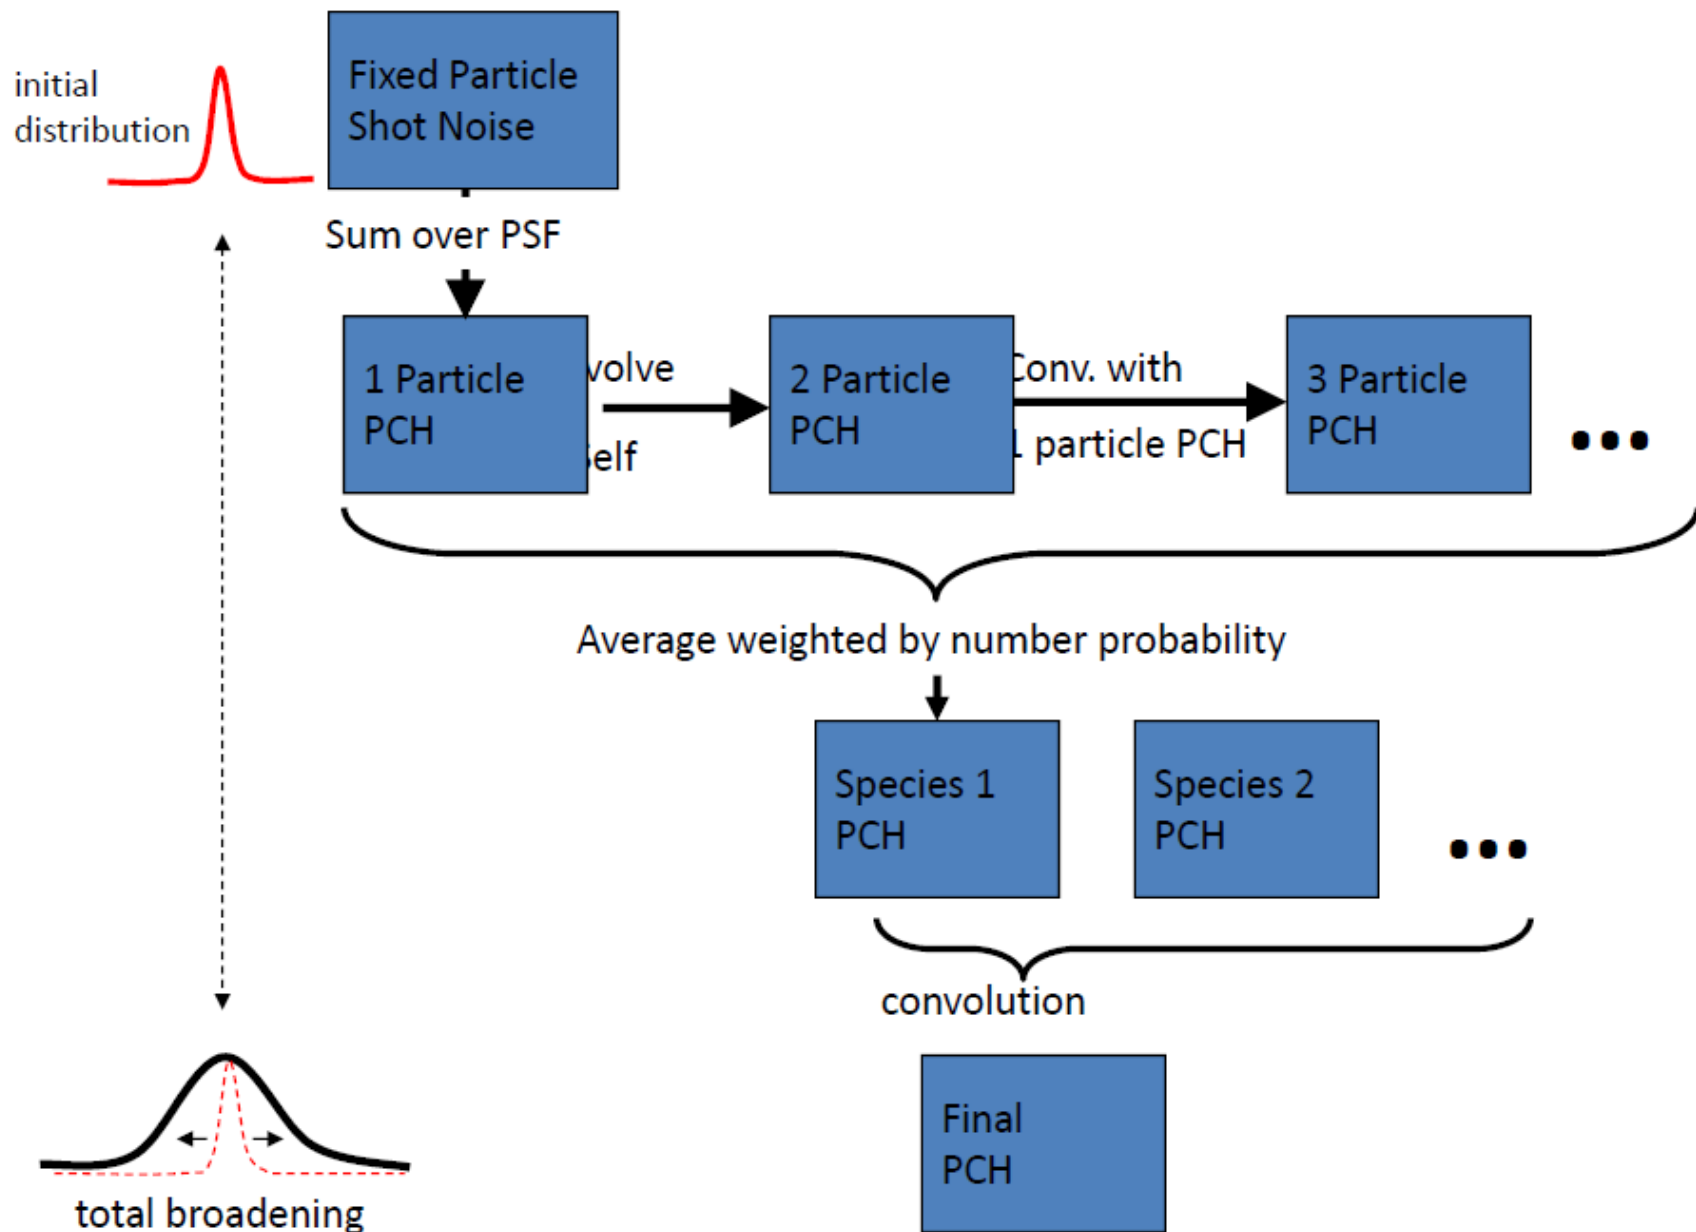 initial
distribution
Fixed Particle
Shot Noise
Sum over PSF
1 Particle
PCH
volve
Self
2 Particle
PCH
Conv. with
1 particle PCH
3 Particle
PCH
...
Average weighted by number probability
Species 1
PCH
Species 2
PCH
...
convolution
Final
PCH
total broadening